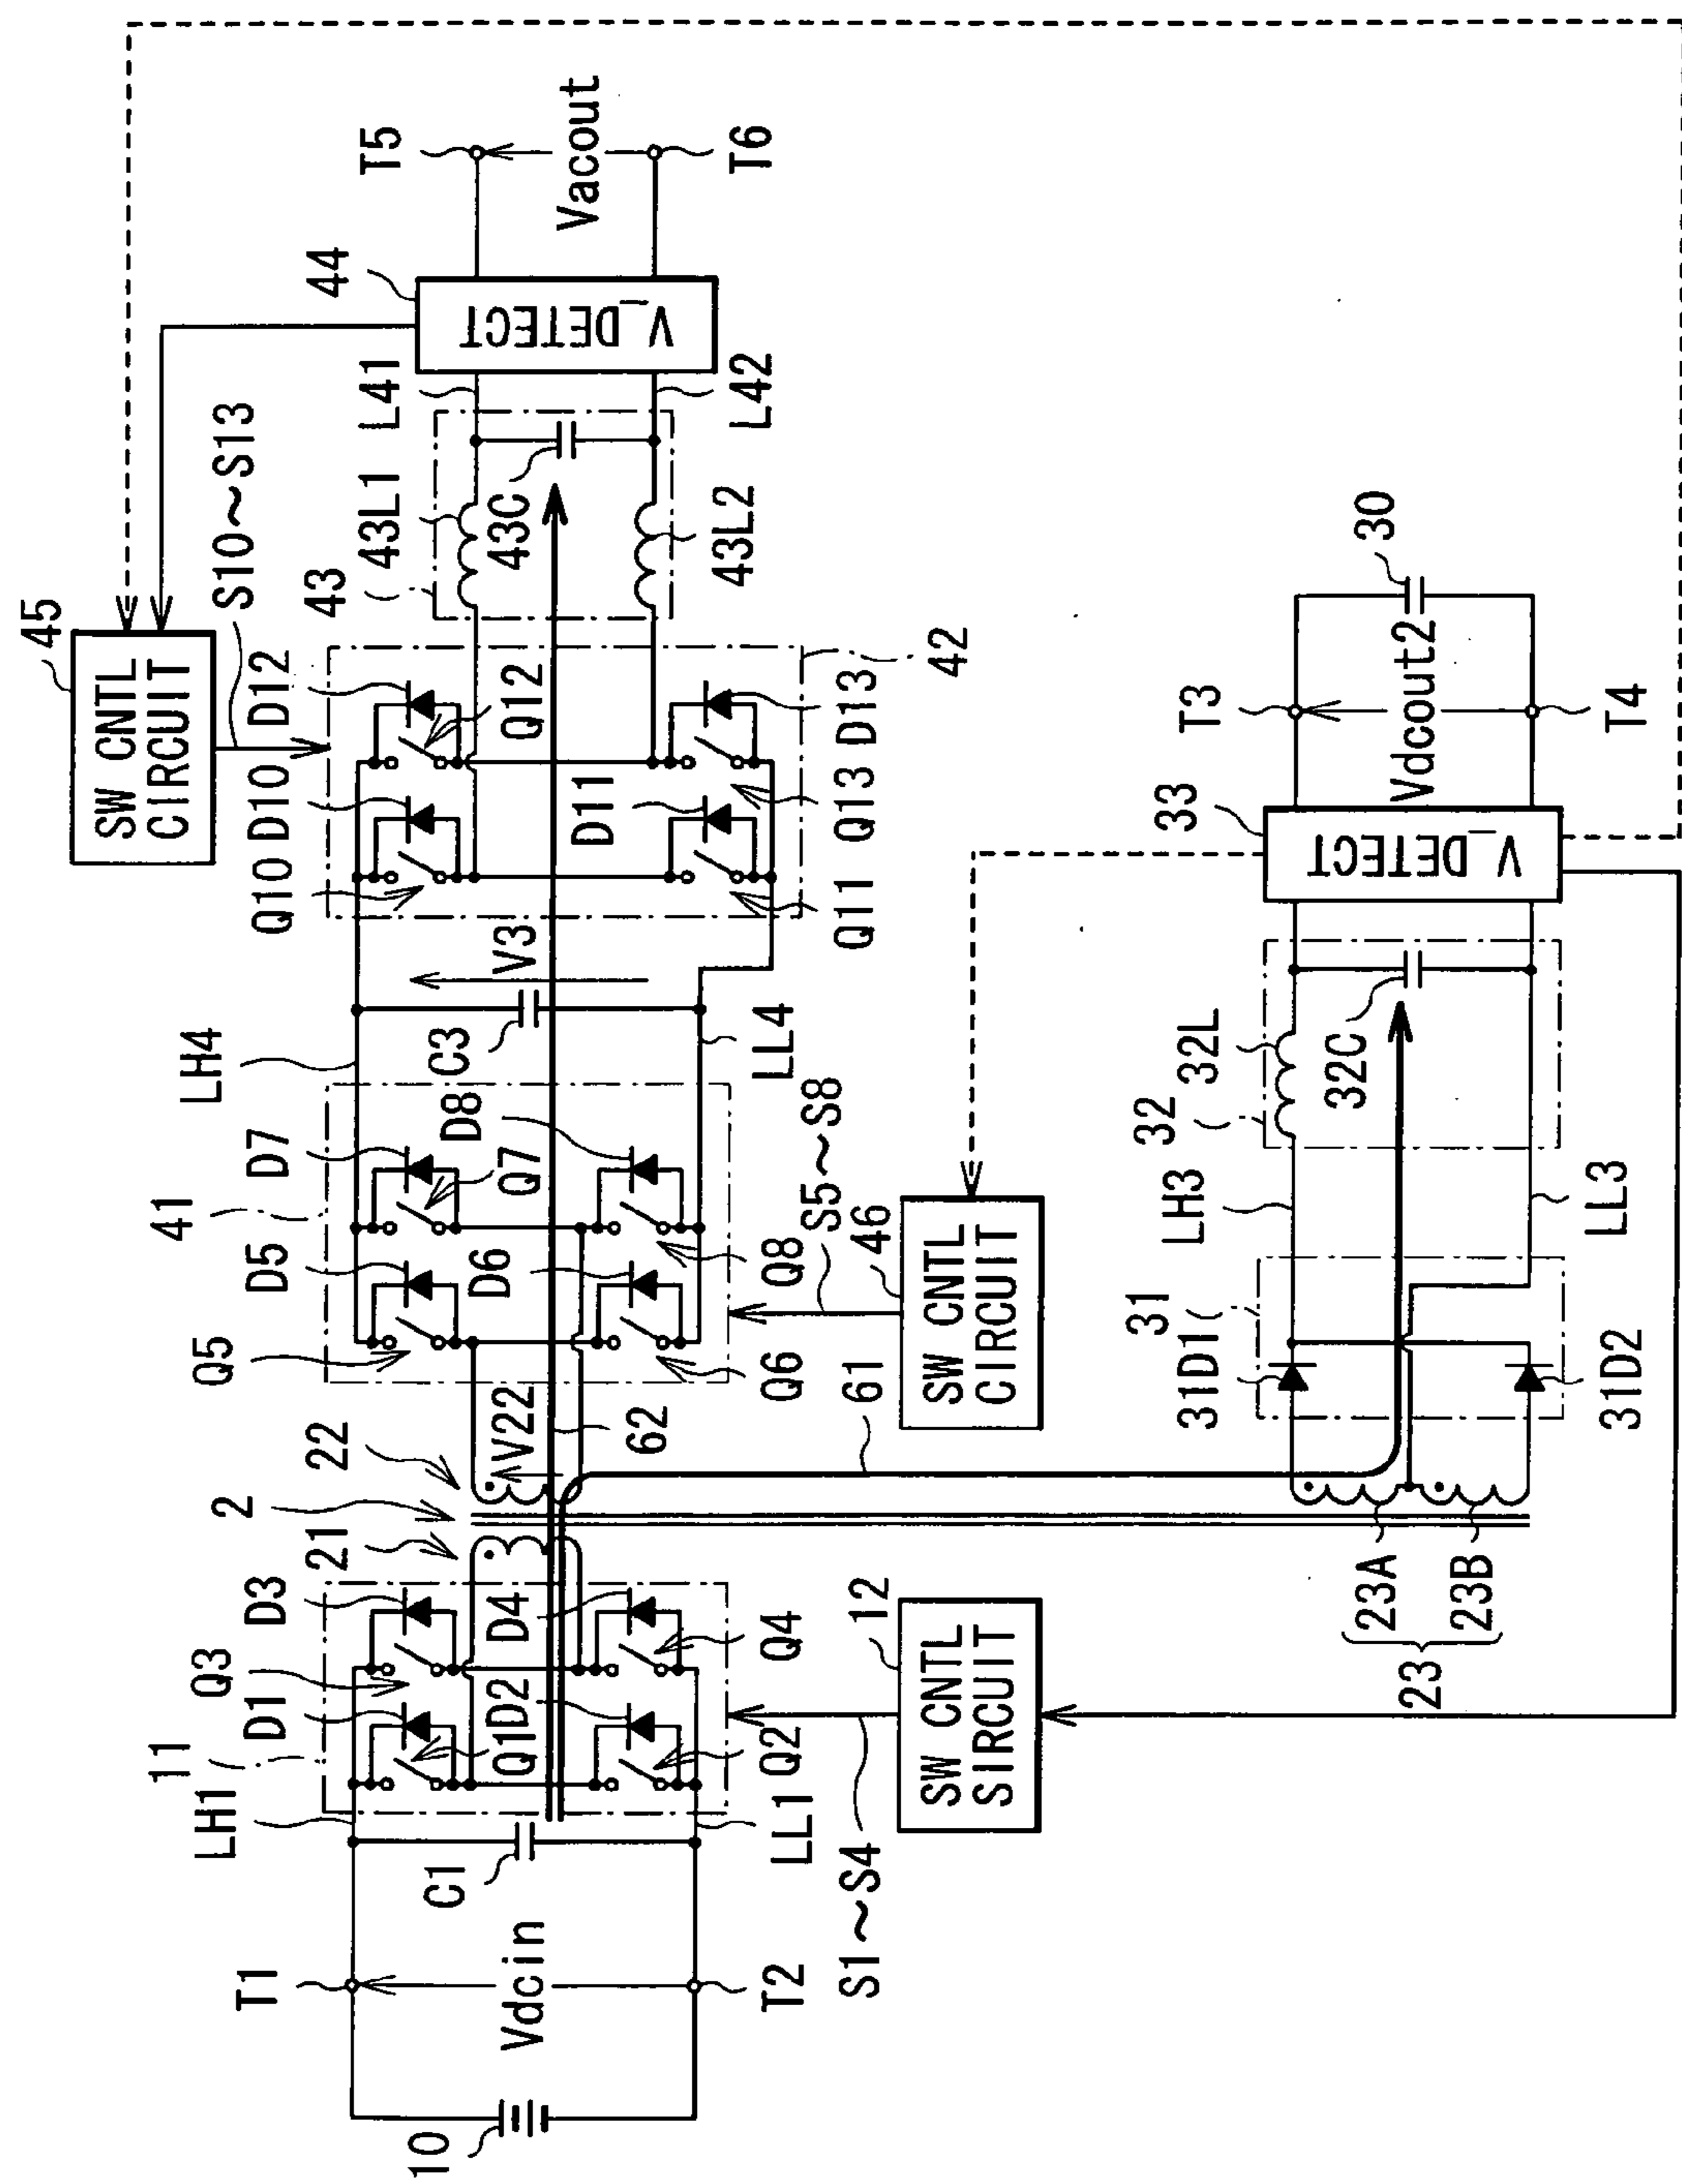 45
SW CNTL
CIRCUIT
S10~S13
44
T5
V_DETECT
Vacout
T6
L41
L42
43
43L1
43C
43L2
D12
D10
Q10
Q12
D11
Q13
D13
Q11
42
V3
C3
LH4
LL4
41
D7
D5
Q5
D8
Q7
D6
Q8
Q6
S5~S8
46
SW CNTL
CIRCUIT
22
V22
62
61
2
21
11
LH1
D3
Q3
D1
D4
Q1
D2
Q4
Q2
LL1
C1
T1
Vdcin
T2
10
S1~S4
12
SW CNTL
SIRCUIT
23A
23B
23
31
31D1
31D2
LH3
LL3
32
32L
32C
33
V_DETECT
T3
Vdcout2
T4
30